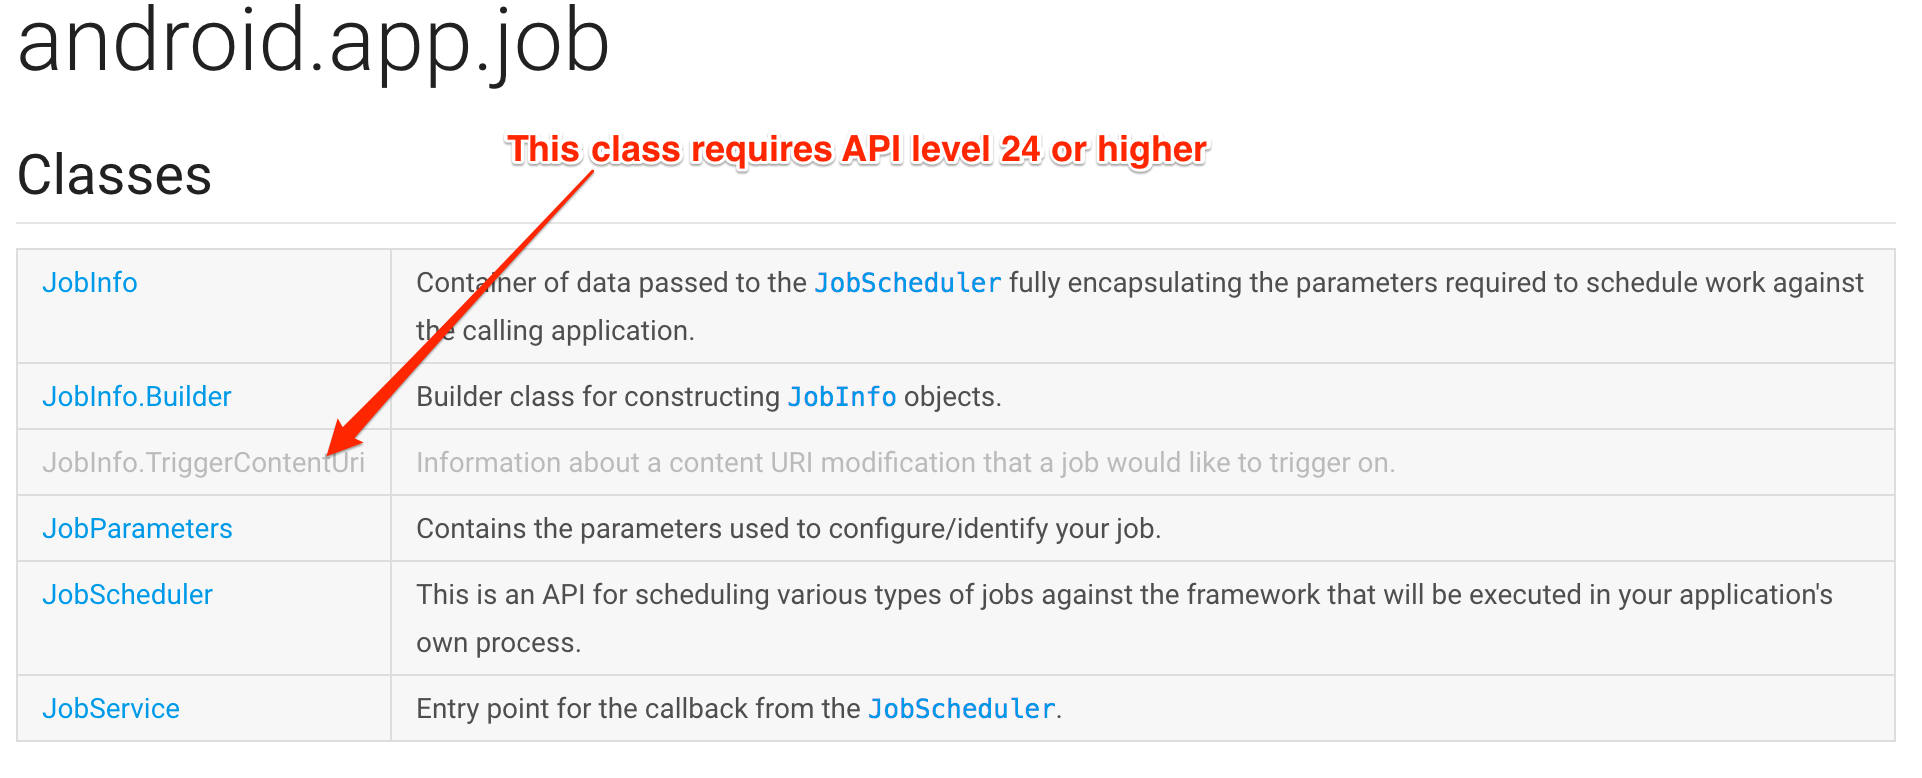 android.app.job
This class requires API level 24 or higher
Classes
JobInfo
Container of data passed to the JobScheduler fully encapsulating the parameters required to schedule work against
the calling application.
JobInfo.Builder
Builder class for constructing JobInfo objects.
JobInfo.TriggerContentUri
Information about a content URI modification that a job would like to trigger on.
JobParameters
Contains the parameters used to configure/identify your job.
JobScheduler
This is an API for scheduling various types of jobs against the framework that will be executed in your application's
own process.
JobService
Entry point for the callback from the JobScheduler.